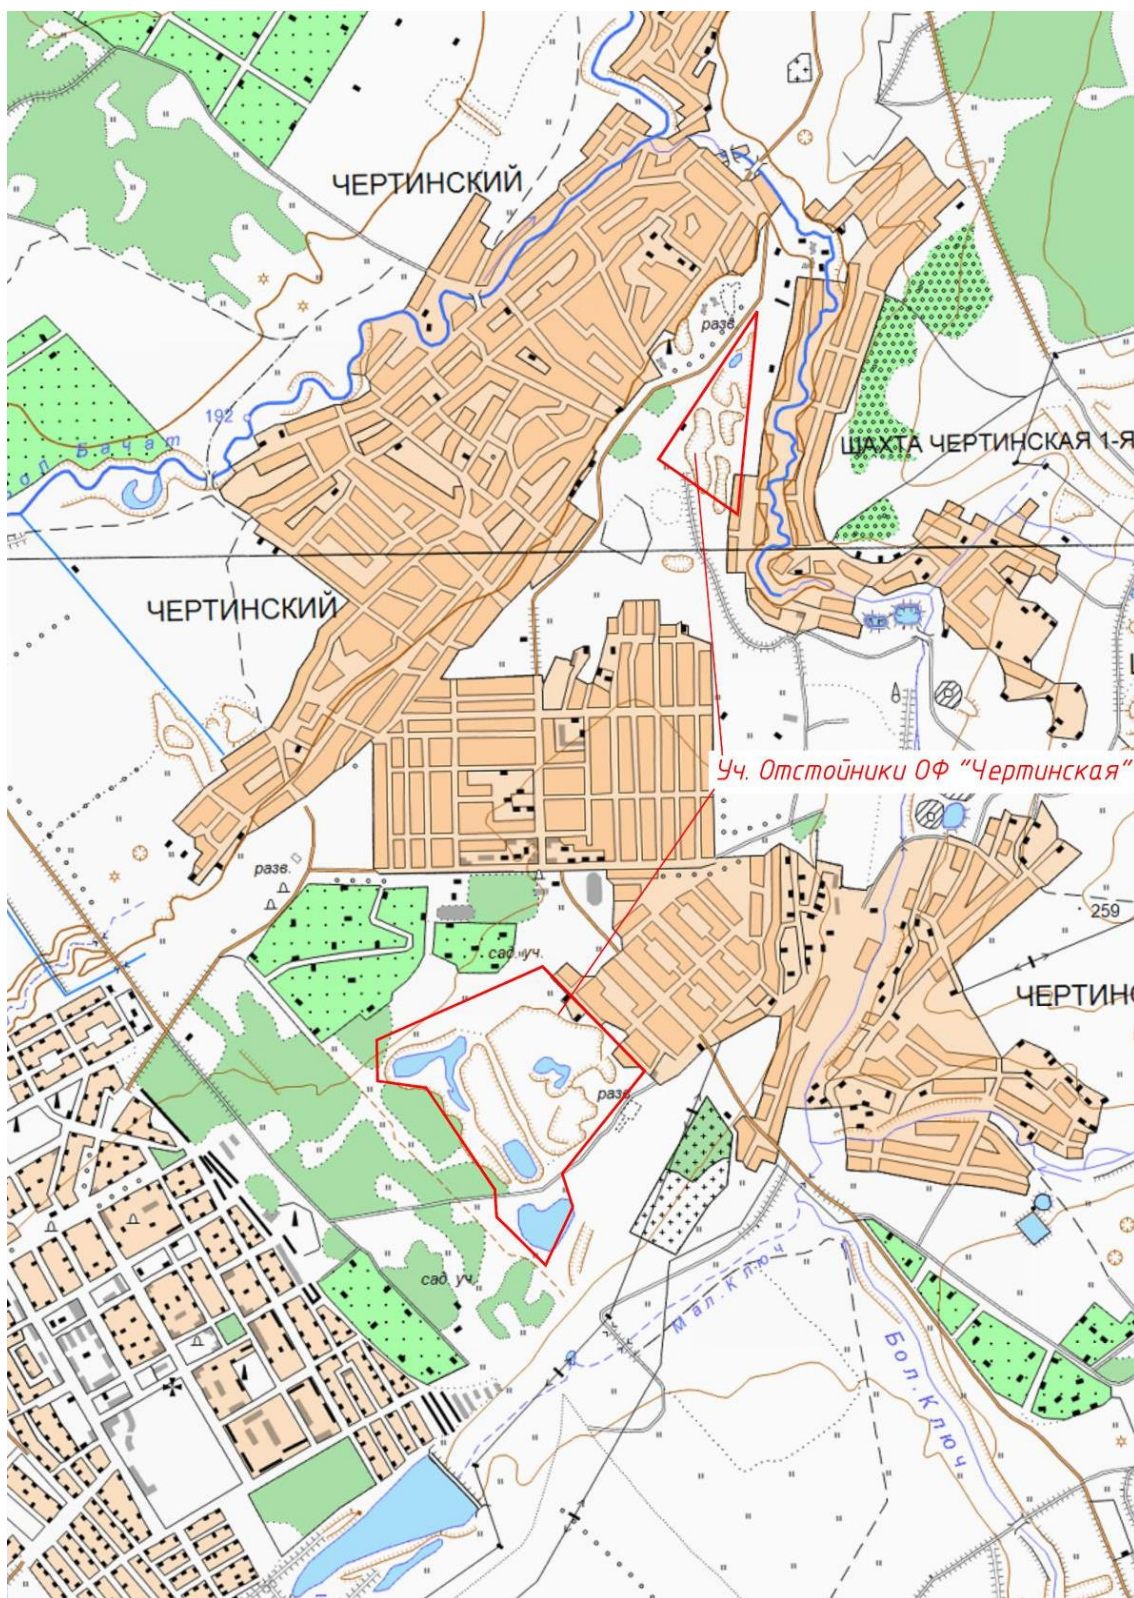 ЧЕРТИНСКИЙ
разв.
192
Бачат
ШАХТА ЧЕРТИНСКАЯ 1-Я
ЧЕРТИНСКИЙ
Уч. Отстойники ОФ "Чертинская"
разв.
259
сад. уч.
ЧЕРТИНС
разв.
сад. уч.
Мал. Ключ
Бол. Ключ